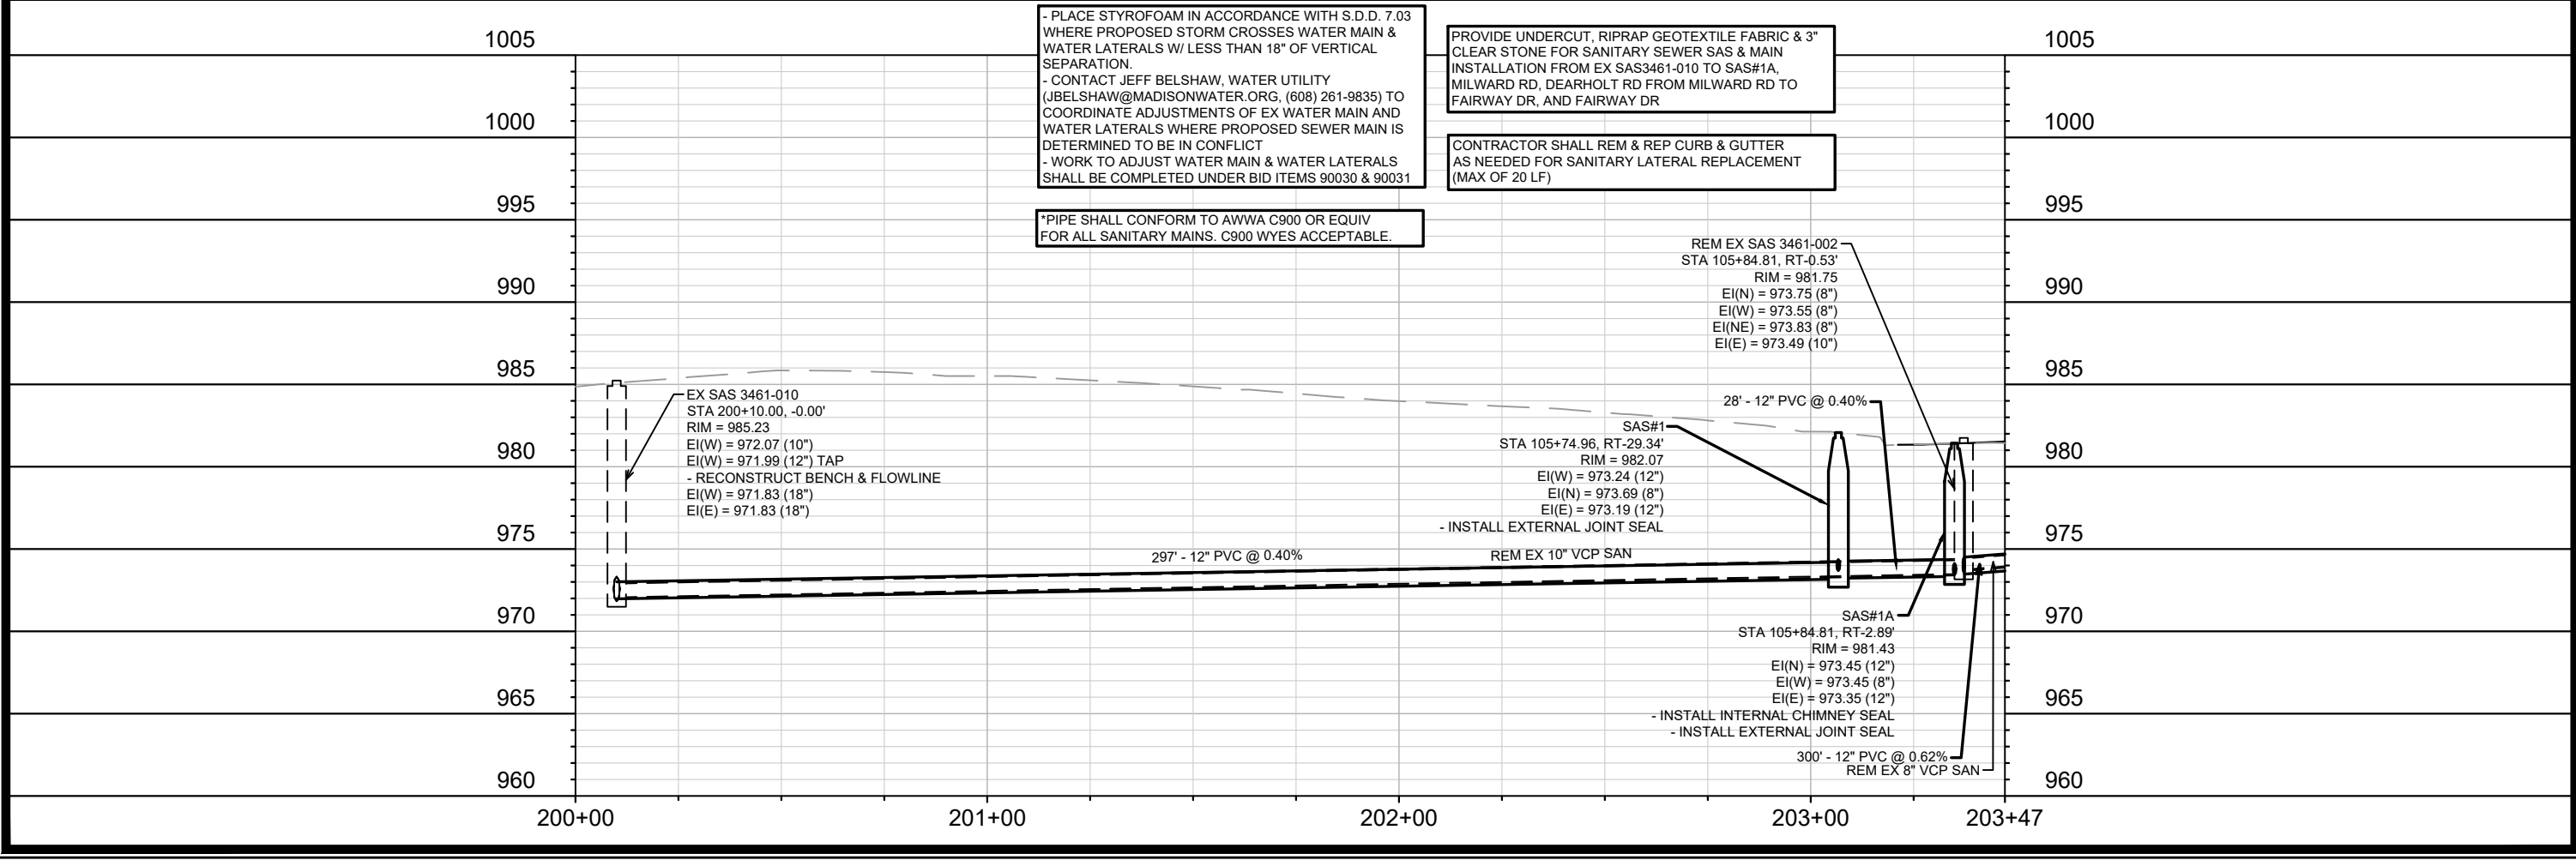 - PLACE STYROFOAM IN ACCORDANCE WITH S.D.D. 7.03
WHERE PROPOSED STORM CROSSES WATER MAIN &
WATER LATERALS W/ LESS THAN 18" OF VERTICAL
SEPARATION.
- CONTACT JEFF BELSHAW, WATER UTILITY
(JBELSHAW@MADISONWATER.ORG, (608) 261-9835) TO
COORDINATE ADJUSTMENTS OF EX WATER MAIN AND
WATER LATERALS WHERE PROPOSED SEWER MAIN IS
DETERMINED TO BE IN CONFLICT
- WORK TO ADJUST WATER MAIN & WATER LATERALS
SHALL BE COMPLETED UNDER BID ITEMS 90030 & 90031
*PIPE SHALL CONFORM TO AWWA C900 OR EQUIV
FOR ALL SANITARY MAINS. C900 WYES ACCEPTABLE.
PROVIDE UNDERCUT, RIPRAP GEOTEXTILE FABRIC & 3"
CLEAR STONE FOR SANITARY SEWER SAS & MAIN
INSTALLATION FROM EX SAS3461-010 TO SAS#1A,
MILWARD RD, DEARHOLT RD FROM MILWARD RD TO
FAIRWAY DR, AND FAIRWAY DR
CONTRACTOR SHALL REM & REP CURB & GUTTER
AS NEEDED FOR SANITARY LATERAL REPLACEMENT
(MAX OF 20 LF)
1005
1000
995
990
985
980
975
970
965
960
EX SAS 3461-010
STA 200+10.00, -0.00'
RIM = 985.23
EI(W) = 972.07 (10")
EI(W) = 971.99 (12") TAP
- RECONSTRUCT BENCH & FLOWLINE
EI(W) = 971.83 (18")
EI(E) = 971.83 (18")
297' - 12" PVC @ 0.40%
REM EX 10" VCP SAN
REM EX SAS 3461-002
STA 105+84.81, RT-0.53'
RIM = 981.75
EI(N) = 973.75 (8")
EI(W) = 973.55 (8")
EI(NE) = 973.83 (8")
EI(E) = 973.49 (10")
28' - 12" PVC @ 0.40%
SAS#1
STA 105+74.96, RT-29.34'
RIM = 982.07
EI(W) = 973.24 (12")
EI(N) = 973.69 (8")
EI(E) = 973.19 (12")
- INSTALL EXTERNAL JOINT SEAL
SAS#1A
STA 105+84.81, RT-2.89'
RIM = 981.43
EI(N) = 973.45 (12")
EI(W) = 973.45 (8")
EI(E) = 973.35 (12")
- INSTALL INTERNAL CHIMNEY SEAL
- INSTALL EXTERNAL JOINT SEAL
300' - 12" PVC @ 0.62%
REM EX 8" VCP SAN
1005
1000
995
990
985
980
975
970
965
960
200+00
201+00
202+00
203+00
203+47